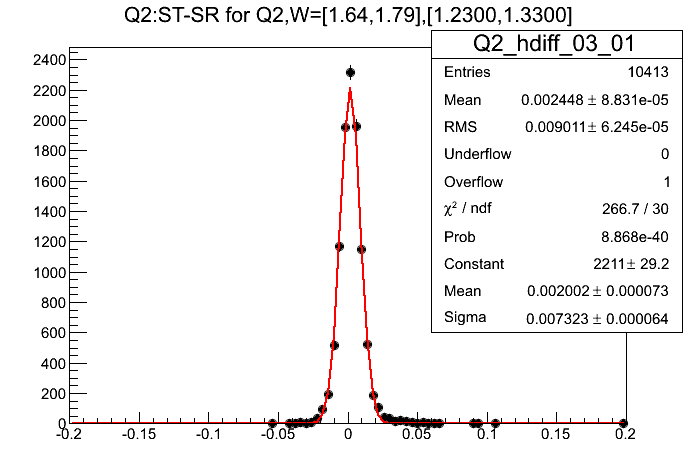 Q2:ST-SR for Q2,W=[1.64,1.79],[1.2300,1.3300]
Q2_hdiff_03_01
Entries 10413
Mean 0.002448 ± 8.831e-05
RMS 0.009011 ± 6.245e-05
Underflow 0
Overflow 1
χ² / ndf 266.7 / 30
Prob 8.868e-40
Constant 2211 ± 29.2
Mean 0.002002 ± 0.000073
Sigma 0.007323 ± 0.000064
2400
2200
2000
1800
1600
1400
1200
1000
800
600
400
200
0
-0.2 -0.15 -0.1 -0.05 0 0.05 0.1 0.15 0.2